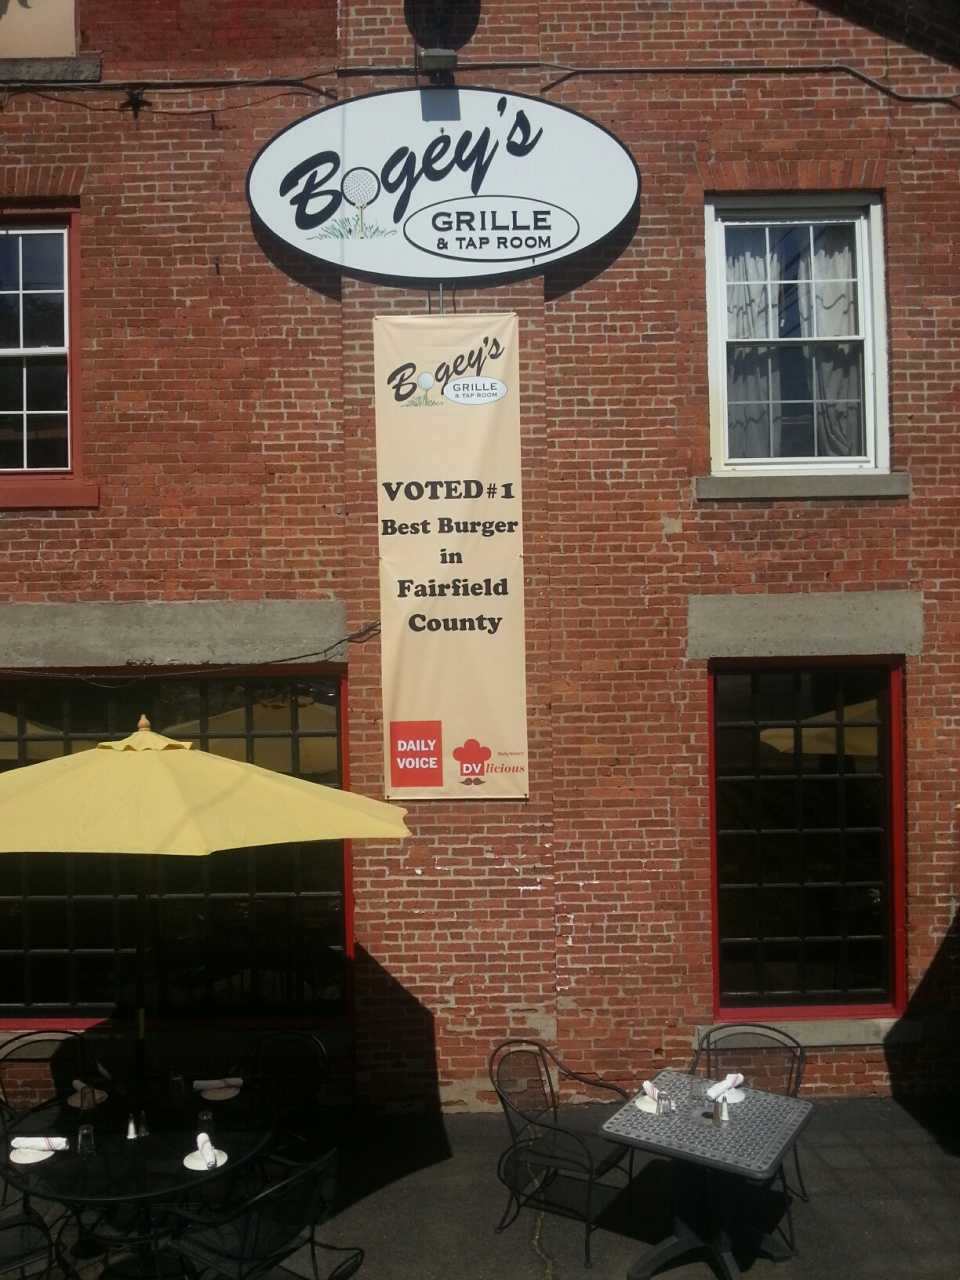 Bogey's
GRILLE
& TAP ROOM
Bogey's
GRILLE
& TAP ROOM
VOTED #1
Best Burger
in
Fairfield
County
DAILY
VOICE
DVlicious